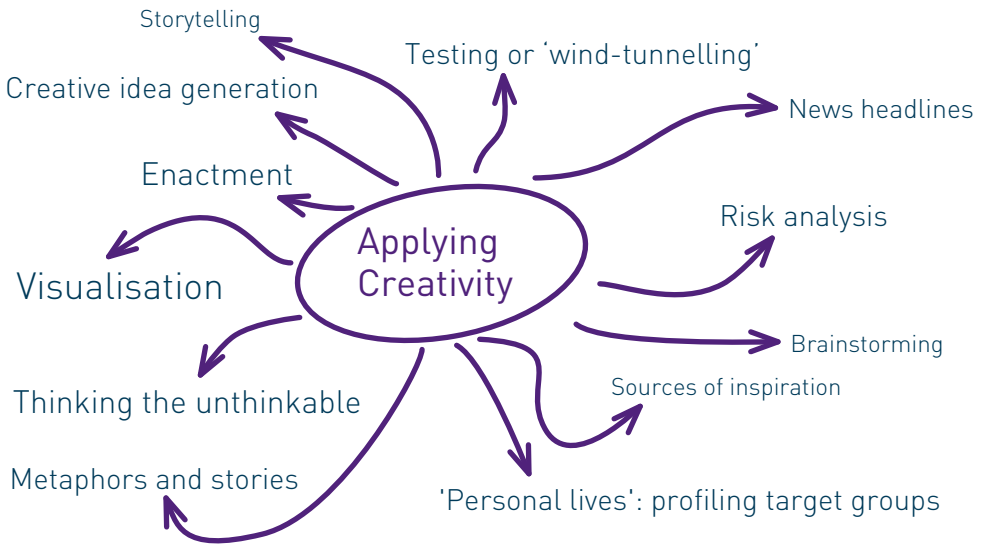 Storytelling
Testing or ‘wind-tunnelling’
Creative idea generation
News headlines
Enactment
Risk analysis
Applying
Creativity
Visualisation
Brainstorming
Sources of inspiration
Thinking the unthinkable
Metaphors and stories
'Personal lives': profiling target groups